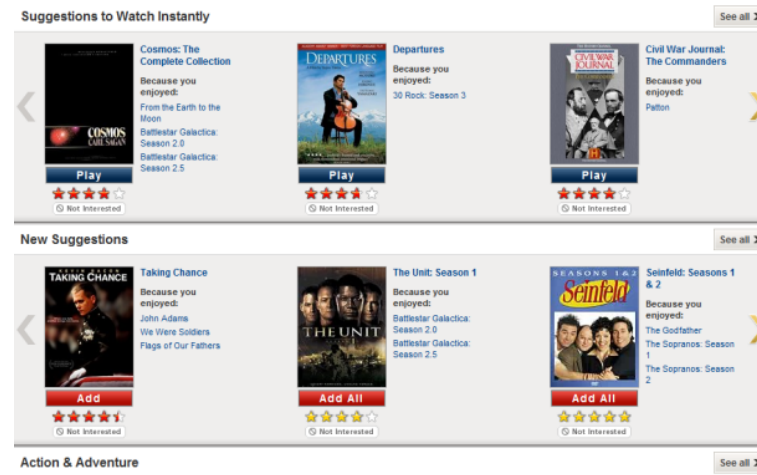 Suggestions to Watch Instantly
See all
COSMOS
CARL SAGAN
Play
Not Interested
Cosmos: The
Complete Collection
Because you
enjoyed:
From the Earth to the
Moon
Battlestar Galactica:
Season 2.0
Battlestar Galactica:
Season 2.5
DEPARTURES
Play
Not Interested
Departures
Because you
enjoyed:
30 Rock: Season 3
CIVIL WAR
JOURNAL
Play
Not Interested
Civil War Journal:
The Commanders
Because you
enjoyed:
Patton
New Suggestions
See all
KEVIN BACON
TAKING CHANCE
Add
Not Interested
Taking Chance
Because you
enjoyed:
John Adams
We Were Soldiers
Flags of Our Fathers
THE UNIT
Add All
Not Interested
The Unit: Season 1
Because you
enjoyed:
Battlestar Galactica:
Season 2.0
Battlestar Galactica:
Season 2.5
SEASONS 1&2
Seinfeld
Add All
Not Interested
Seinfeld: Seasons 1
& 2
Because you
enjoyed:
The Godfather
The Sopranos: Season
1
The Sopranos: Season
2
Action & Adventure
See all